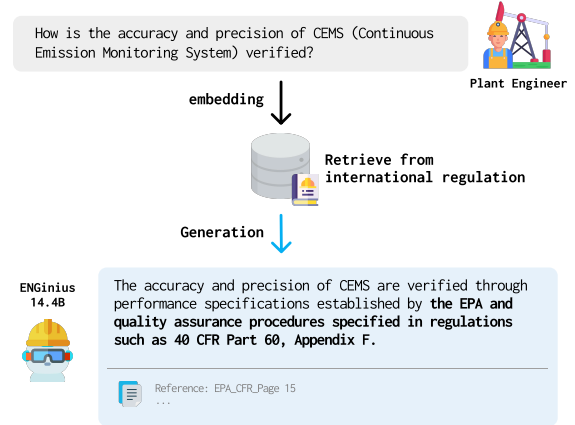 How is the accuracy and precision of CEMS (Continuous
Emission Monitoring System) verified?
Plant Engineer
embedding
Retrieve from
international regulation
Generation
ENGinius
14.4B
The accuracy and precision of CEMS are verified through
performance specifications established by the EPA and
quality assurance procedures specified in regulations
such as 40 CFR Part 60, Appendix F.
Reference: EPA_CFR_Page 15
...